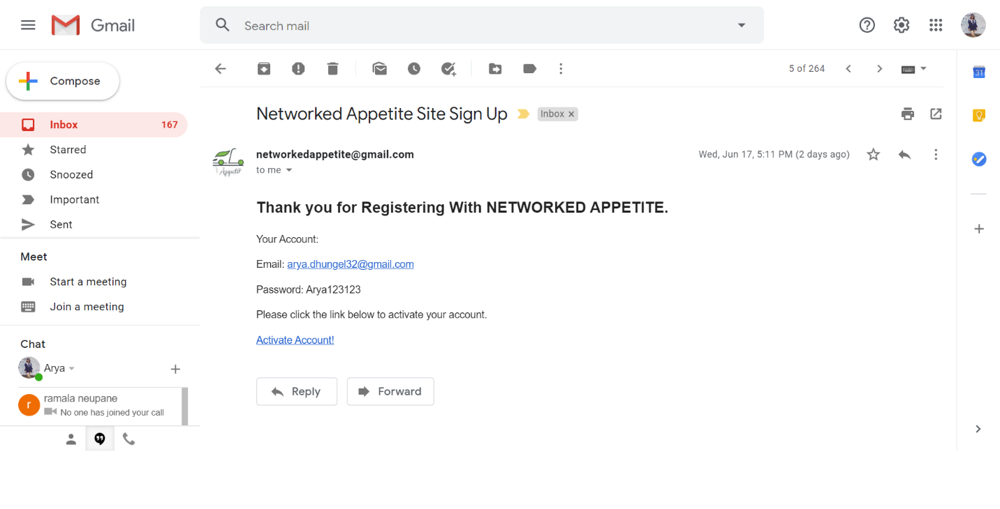 Gmail
Search mail
Compose
5 of 264
31
Inbox 167
Starred
Snoozed
Important
Sent
Meet
Start a meeting
Join a meeting
Chat
Arya
r
ramala neupane
No one has joined your call
Networked Appetite Site Sign Up Inbox x
Appetit
networkedappetite@gmail.com
to me
Wed, Jun 17, 5:11 PM (2 days ago)
Thank you for Registering With NETWORKED APPETITE.
Your Account:
Email: arya.dhungel32@gmail.com
Password: Arya123123
Please click the link below to activate your account.
Activate Account!
Reply
Forward